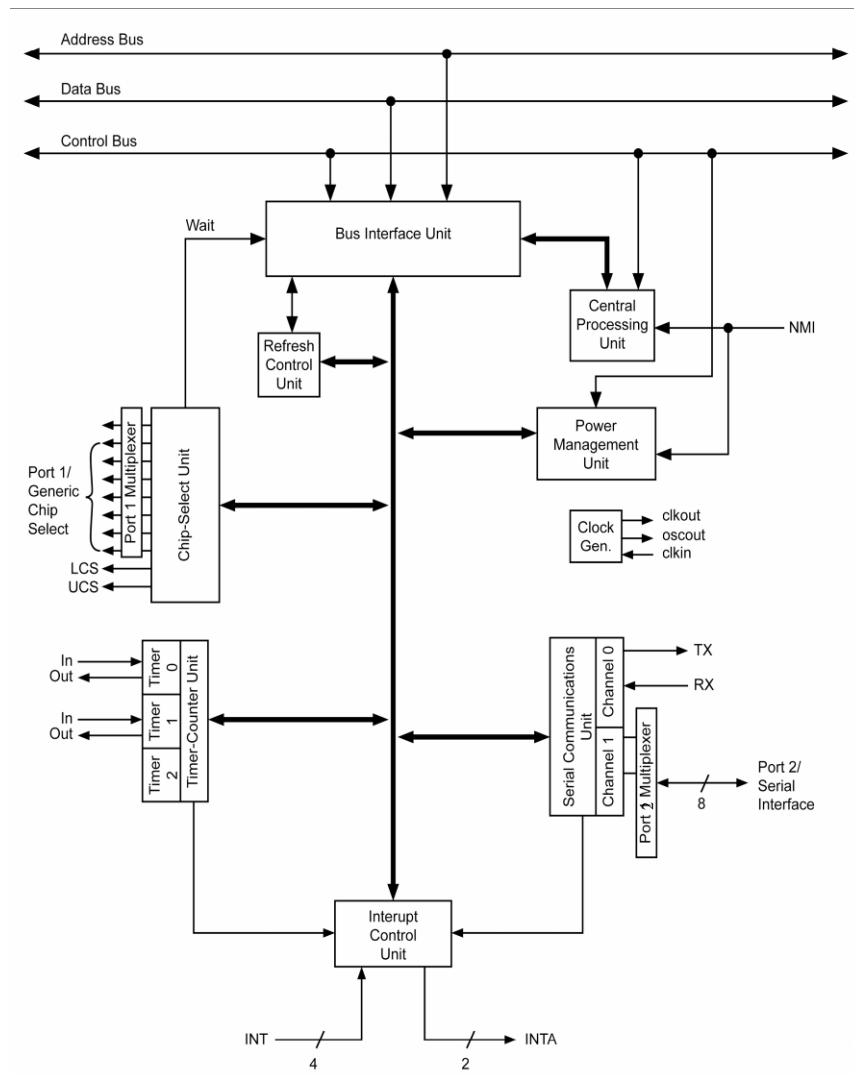 Address Bus
Data Bus
Control Bus
Wait
Bus Interface Unit
Central
Processing
Unit
NMI
Refresh
Control
Unit
Power
Management
Unit
Port 1/
Generic
Chip
Select
Port 1 Multiplexer
Chip-Select Unit
LCS
UCS
Clock
Gen.
clkout
oscout
clkin
In
Out
In
Out
Timer
0
Timer
1
Timer
2
Timer-Counter Unit
Serial Communications
Unit
Channel 0
Channel 1
TX
RX
Port 2 Multiplexer
8
Port 2/
Serial
Interface
Interupt
Control
Unit
INT
4
2
INTA